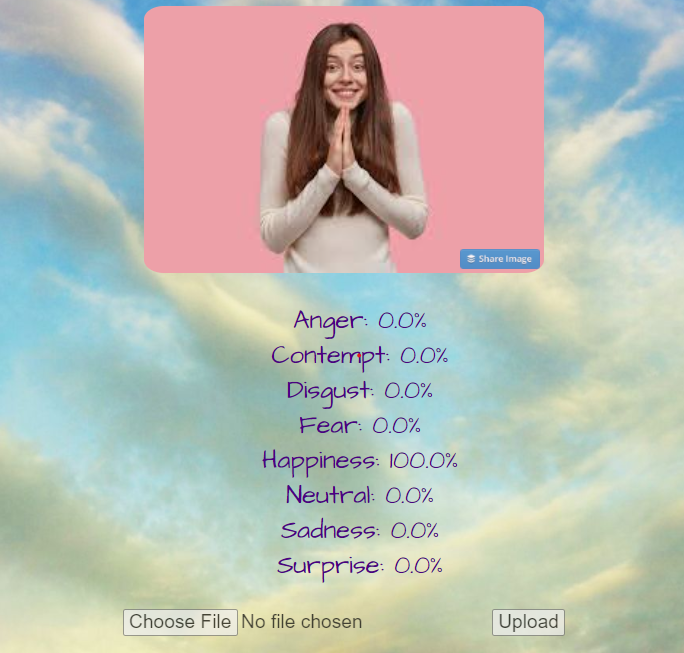 Share Image
Anger: 0.0%
Contempt: 0.0%
Disgust: 0.0%
Fear: 0.0%
Happiness: 100.0%
Neutral: 0.0%
Sadness: 0.0%
Surprise: 0.0%
Choose File No file chosen Upload